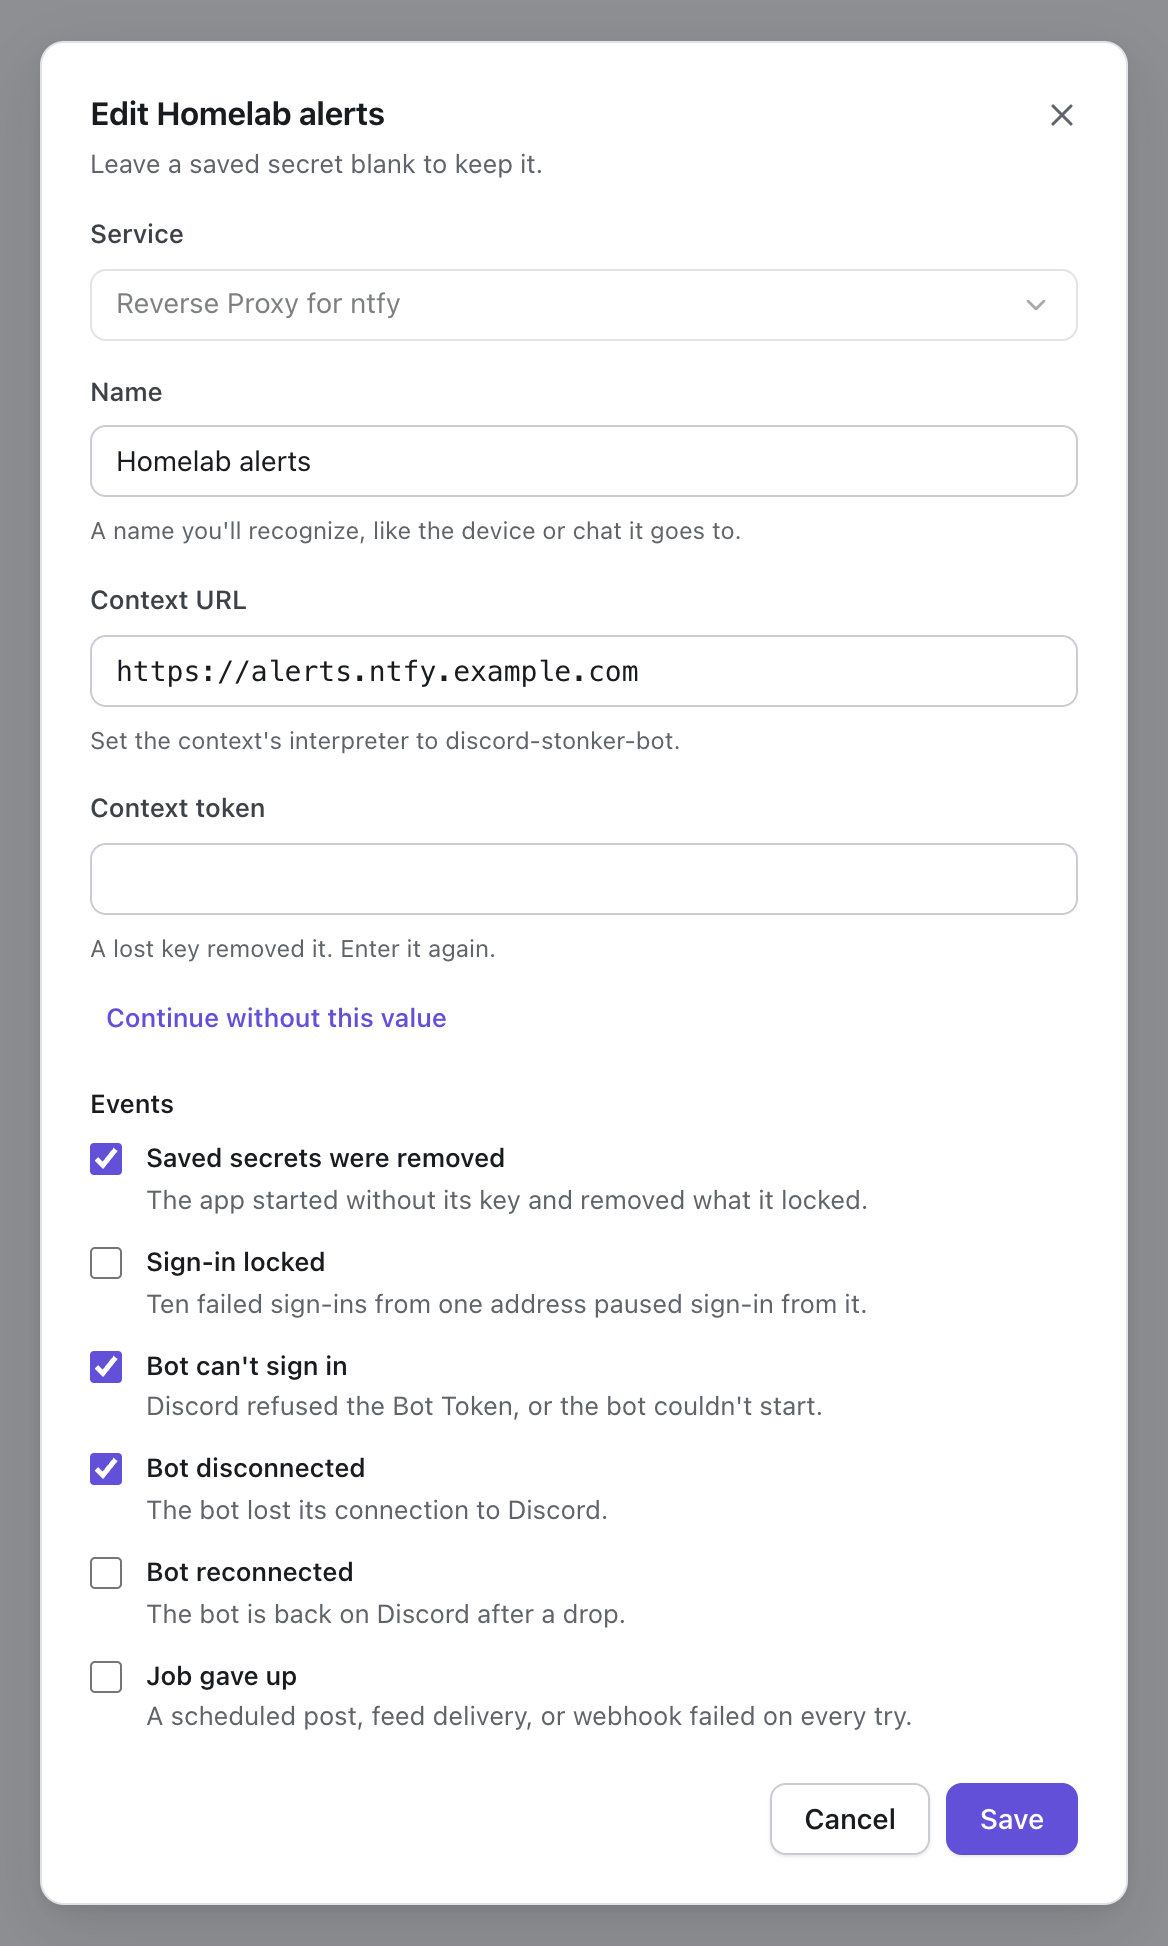 Edit Homelab alerts
Leave a saved secret blank to keep it.
Service
Reverse Proxy for ntfy
Name
Homelab alerts
A name you'll recognize, like the device or chat it goes to.
Context URL
https://alerts.ntfy.example.com
Set the context's interpreter to discord-stonker-bot.
Context token
A lost key removed it. Enter it again.
Continue without this value
Events
Saved secrets were removed
The app started without its key and removed what it locked.
Sign-in locked
Ten failed sign-ins from one address paused sign-in from it.
Bot can't sign in
Discord refused the Bot Token, or the bot couldn't start.
Bot disconnected
The bot lost its connection to Discord.
Bot reconnected
The bot is back on Discord after a drop.
Job gave up
A scheduled post, feed delivery, or webhook failed on every try.
Cancel
Save